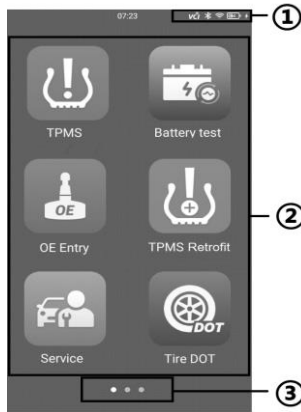 07:23
①
TPMS
Battery test
OE
OE Entry
TPMS Retrofit
②
DOT
Service
Tire DOT
③